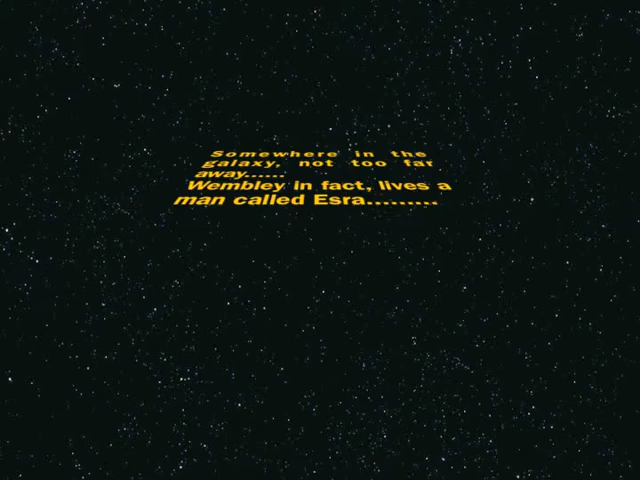 Somewhere in the
galaxy, not too far
away......
Wembley in fact, lives a
man called Esra.........